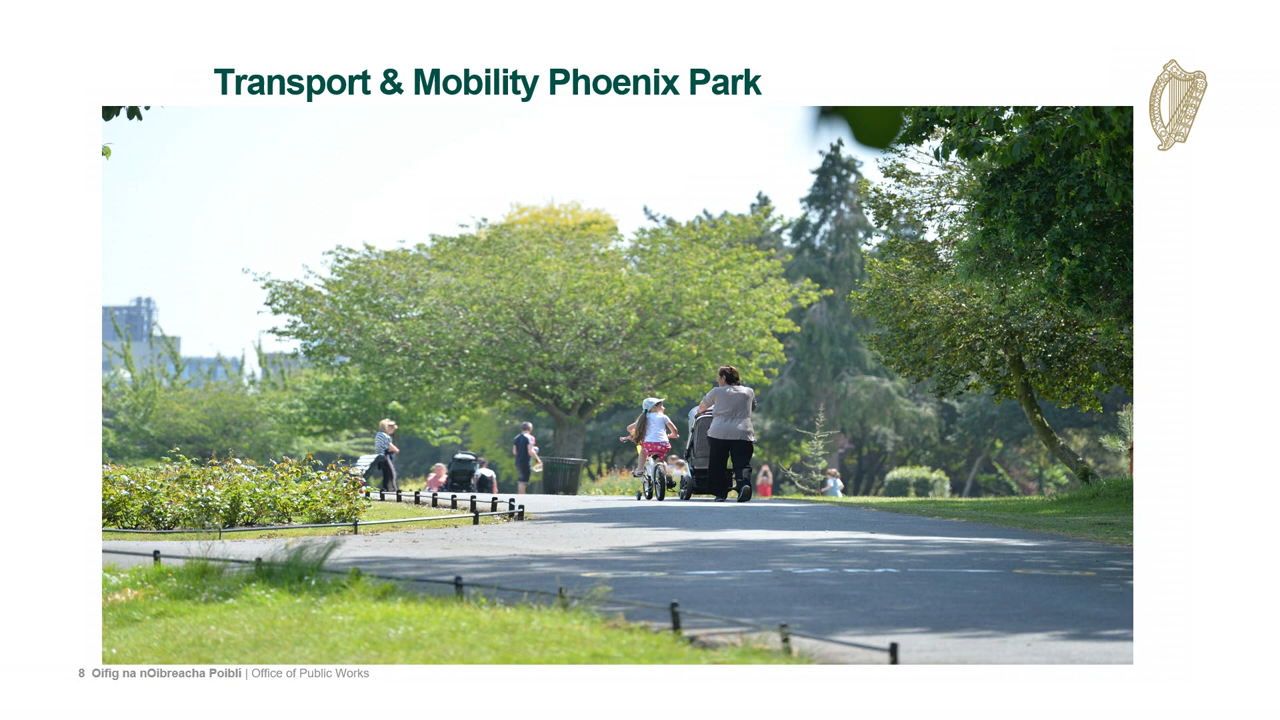 Transport & Mobility Phoenix Park
8 Oifig na nOibreacha Poiblí | Office of Public Works